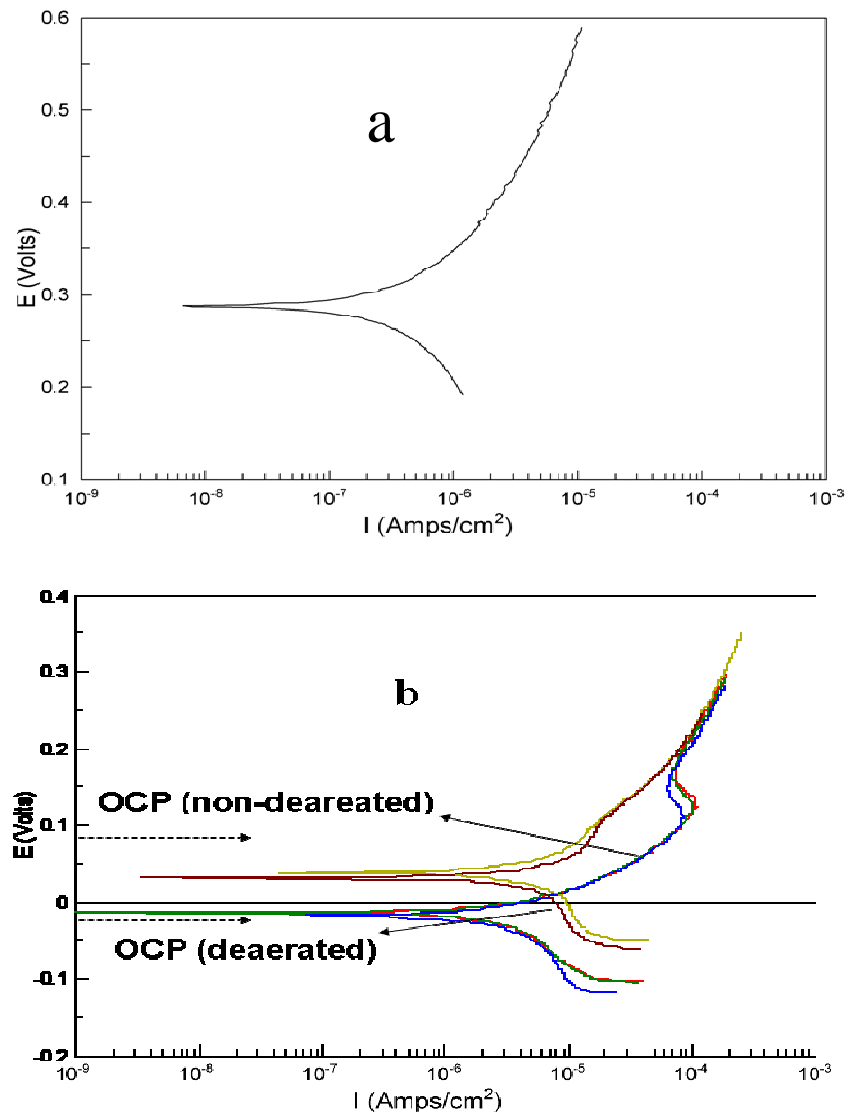 0.6
0.5
0.4
0.3
0.2
0.1
E (Volts)
a
10⁻⁹ 10⁻⁸ 10⁻⁷ 10⁻⁶ 10⁻⁵ 10⁻⁴ 10⁻³
I (Amps/cm²)
0.4
0.3
0.2
0.1
0
-0.1
-0.2
E (Volts)
b
OCP (non-deareated)
OCP (deaerated)
10⁻⁹ 10⁻⁸ 10⁻⁷ 10⁻⁶ 10⁻⁵ 10⁻⁴ 10⁻³
I (Amps/cm²)